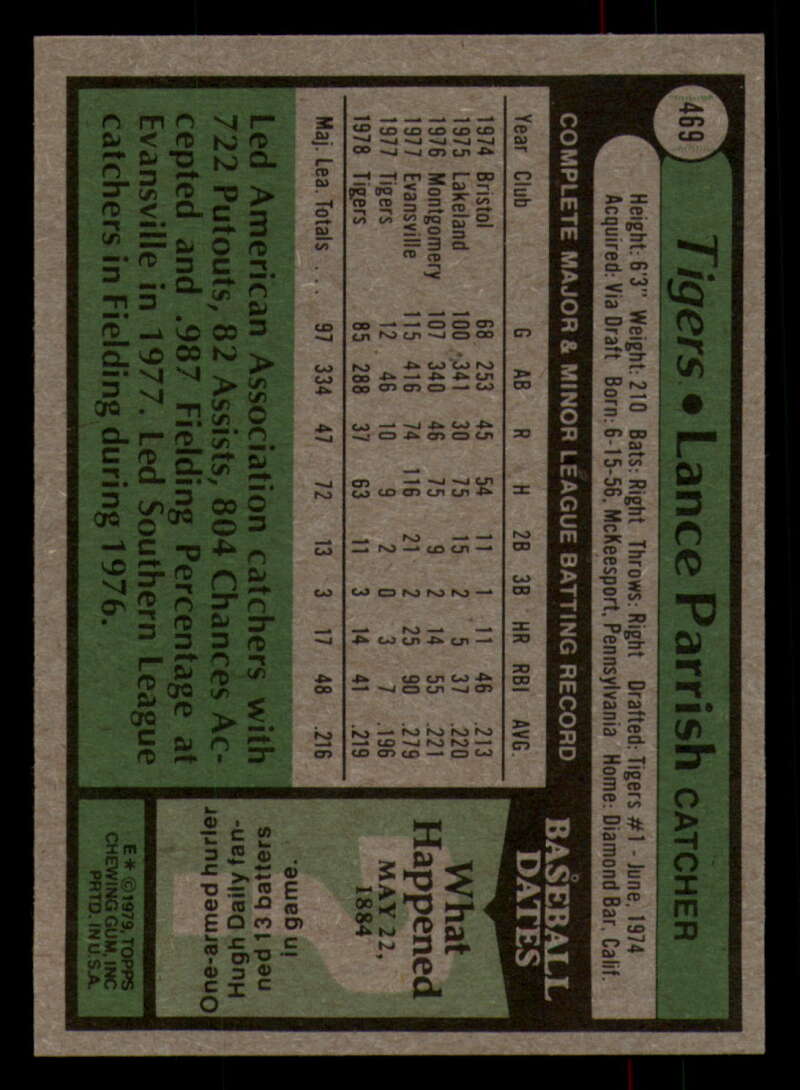 469
Tigers • Lance Parrish CATCHER
Height: 6'3" Weight: 210 Bats: Right Throws: Right Drafted: Tigers #1 - June, 1974
Acquired: Via Draft Born: 6-15-56, McKeesport, Pennsylvania Home: Diamond Bar, Calif.
COMPLETE MAJOR & MINOR LEAGUE BATTING RECORD
Year Club G AB R H 2B 3B HR RBI AVG.
1974 Bristol 68 253 45 54 11 1 11 46 .213
1975 Lakeland 100 341 30 75 15 2 5 37 .220
1976 Montgomery 107 340 46 75 9 2 14 55 .221
1977 Evansville 115 416 74 116 21 2 25 90 .279
1977 Tigers 12 46 10 9 2 0 3 7 .196
1978 Tigers 85 288 37 63 11 3 14 41 .219
Maj. Lea. Totals . . . . 97 334 47 72 13 3 17 48 .216
Led American Association catchers with
722 Putouts, 82 Assists, 804 Chances Ac-
cepted and .987 Fielding Percentage at
Evansville in 1977. Led Southern League
catchers in Fielding during 1976.
BASEBALL
DATES
What
Happened
MAY 22,
1884
One-armed hurler
Hugh Daily fan-
ned 13 batters
in game.
E * ©1979, TOPPS
CHEWING GUM, INC
PRTD. IN U.S.A.